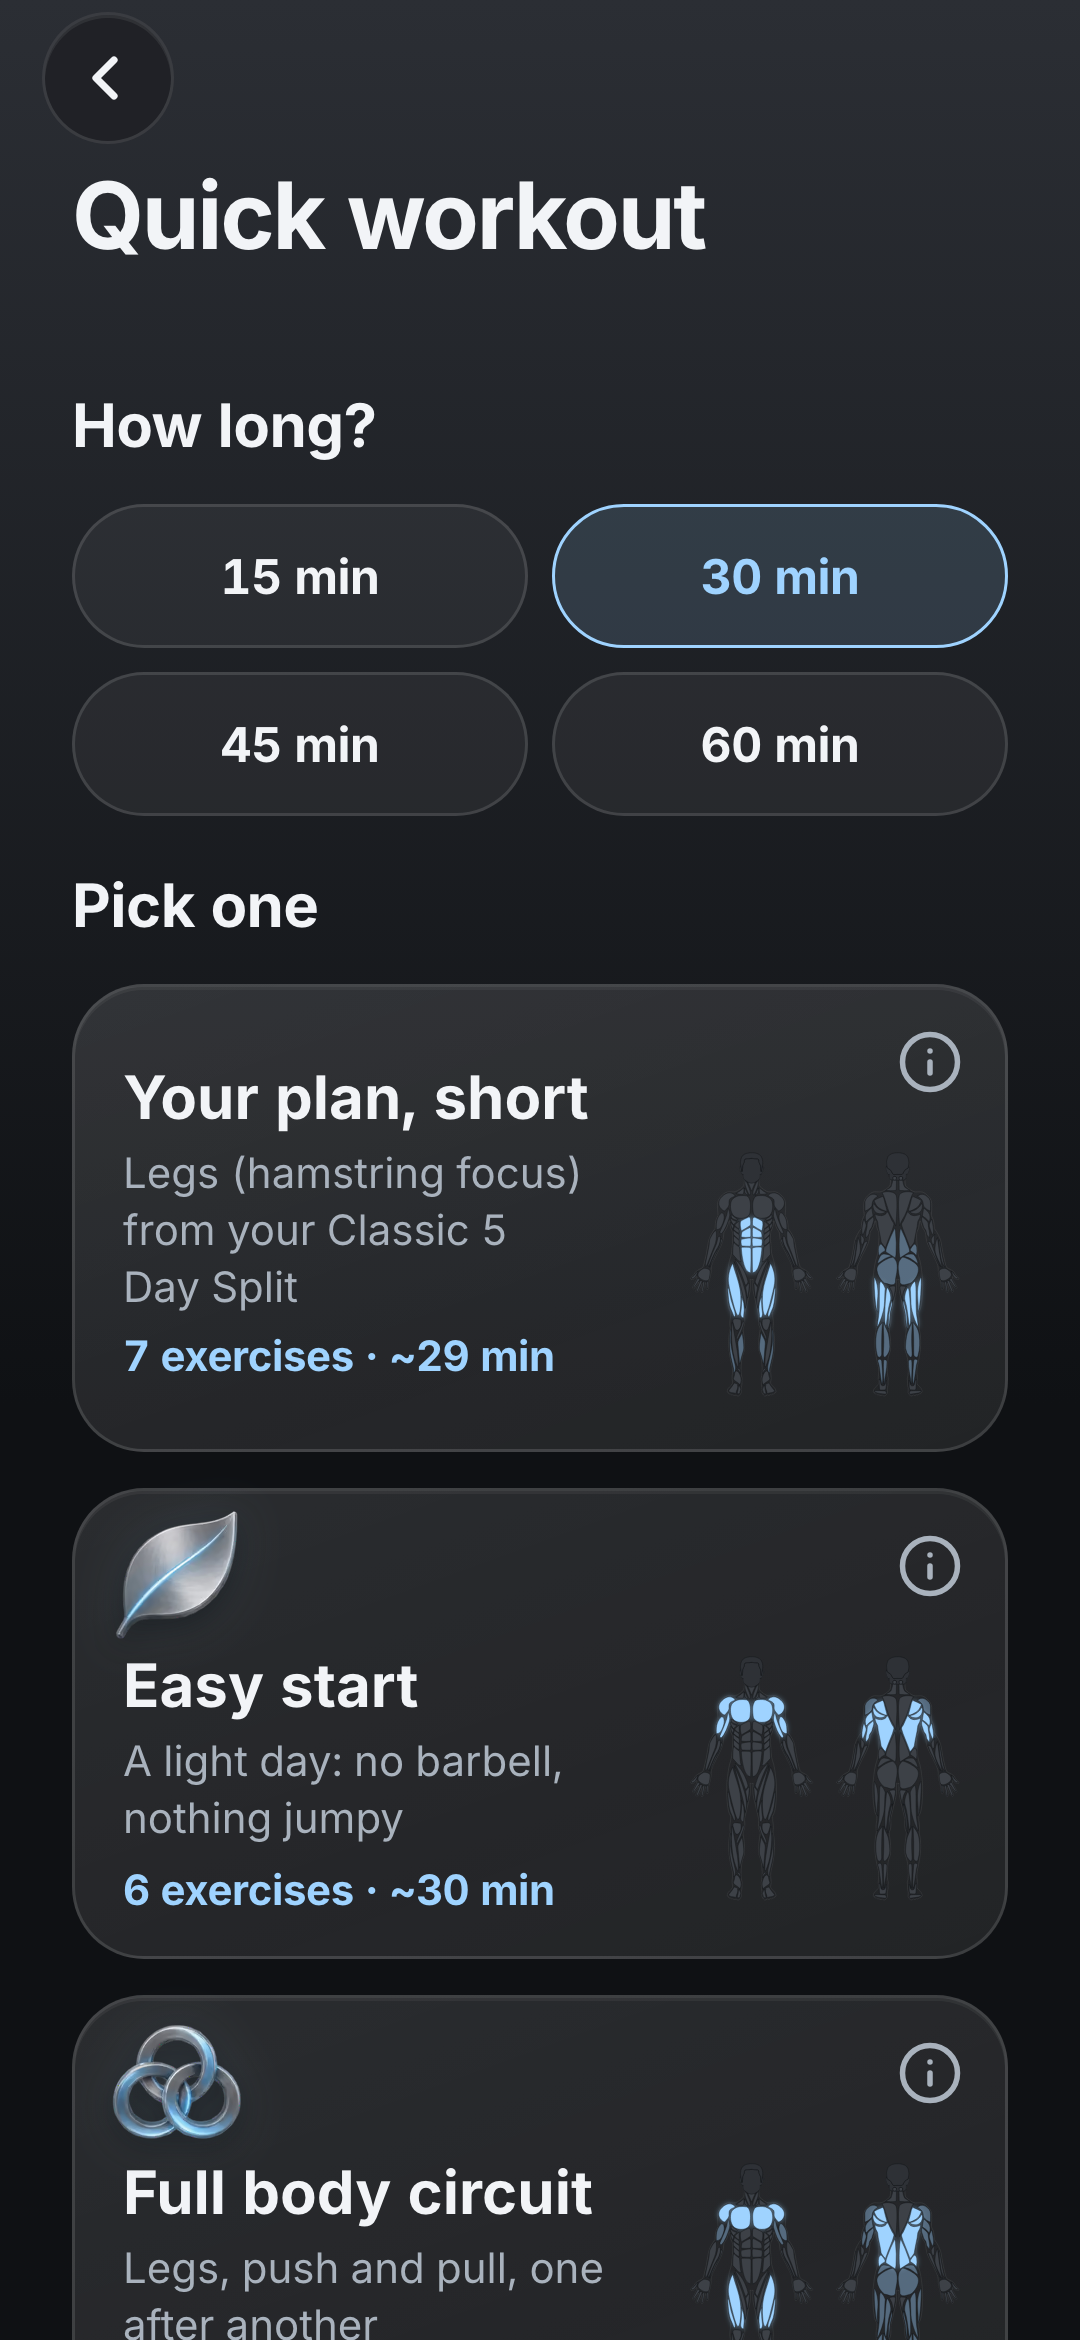 Quick workout
How long?
15 min
30 min
45 min
60 min
Pick one
Your plan, short
Legs (hamstring focus)
from your Classic 5
Day Split
7 exercises · ~29 min
Easy start
A light day: no barbell,
nothing jumpy
6 exercises · ~30 min
Full body circuit
Legs, push and pull, one
after another